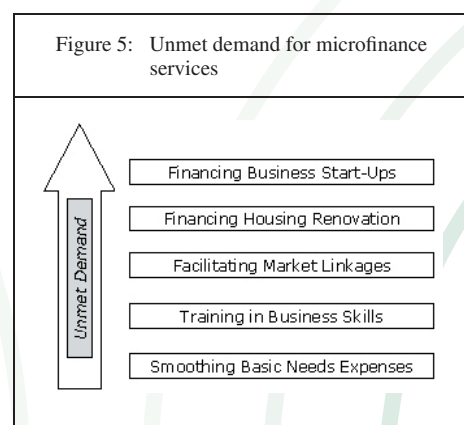 Figure 5: Unmet demand for microfinance
services
Unmet Demand
Financing Business Start-Ups
Financing Housing Renovation
Facilitating Market Linkages
Training in Business Skills
Smoothing Basic Needs Expenses